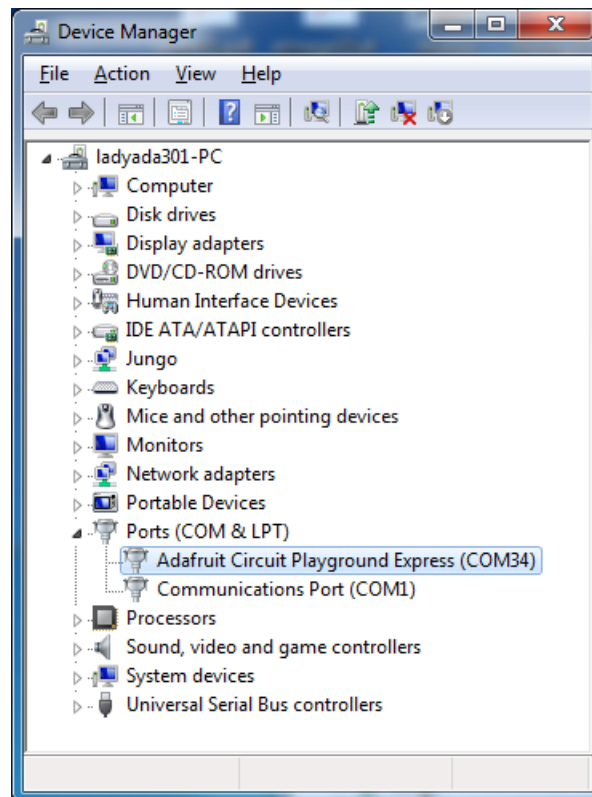 Device Manager
File Action View Help
ladyada301-PC
Computer
Disk drives
Display adapters
DVD/CD-ROM drives
Human Interface Devices
IDE ATA/ATAPI controllers
Jungo
Keyboards
Mice and other pointing devices
Monitors
Network adapters
Portable Devices
Ports (COM & LPT)
Adafruit Circuit Playground Express (COM34)
Communications Port (COM1)
Processors
Sound, video and game controllers
System devices
Universal Serial Bus controllers